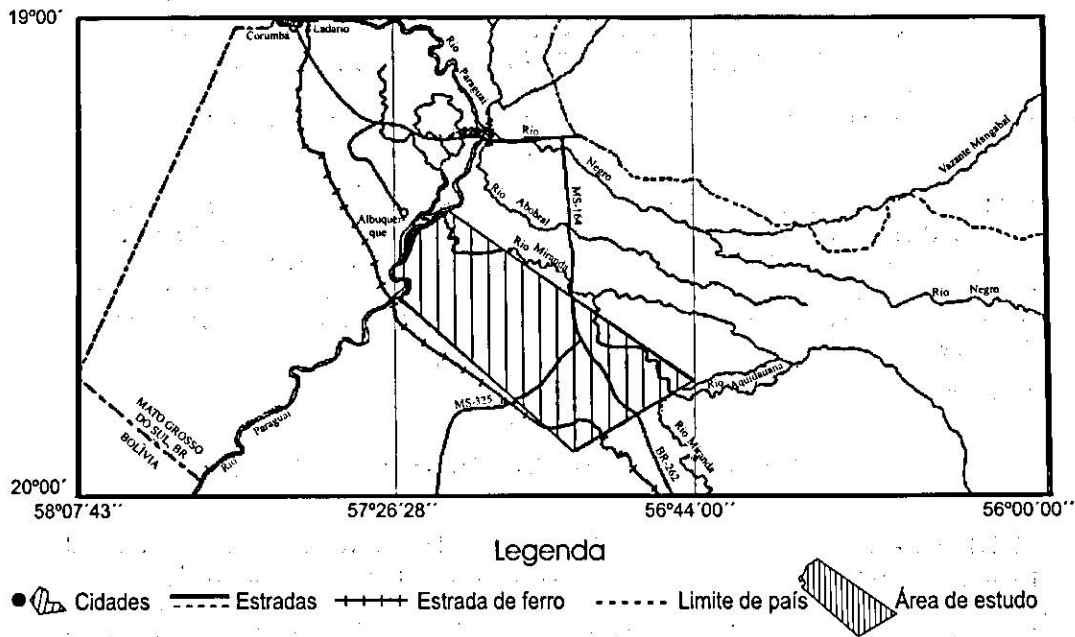 19º00′
Corumbá
Ladario
Rio Paraguai
Rio
Negro
Vazante Mangabal
MS-164
Rio Abobral
Albuquer
que
Rio Miranda
Rio Negro
Rio Aquidauana
MS-325
MATO GROSSO
DO SUL, BR
BOLÍVIA
Rio Paraguai
Rio Miranda
BR-262
20º00′
58º07′43′′
57º26′28′′
56º44′00′′
56º00′00′′
Legenda
Cidades
Estradas
Estrada de ferro
Limite de país
Área de estudo